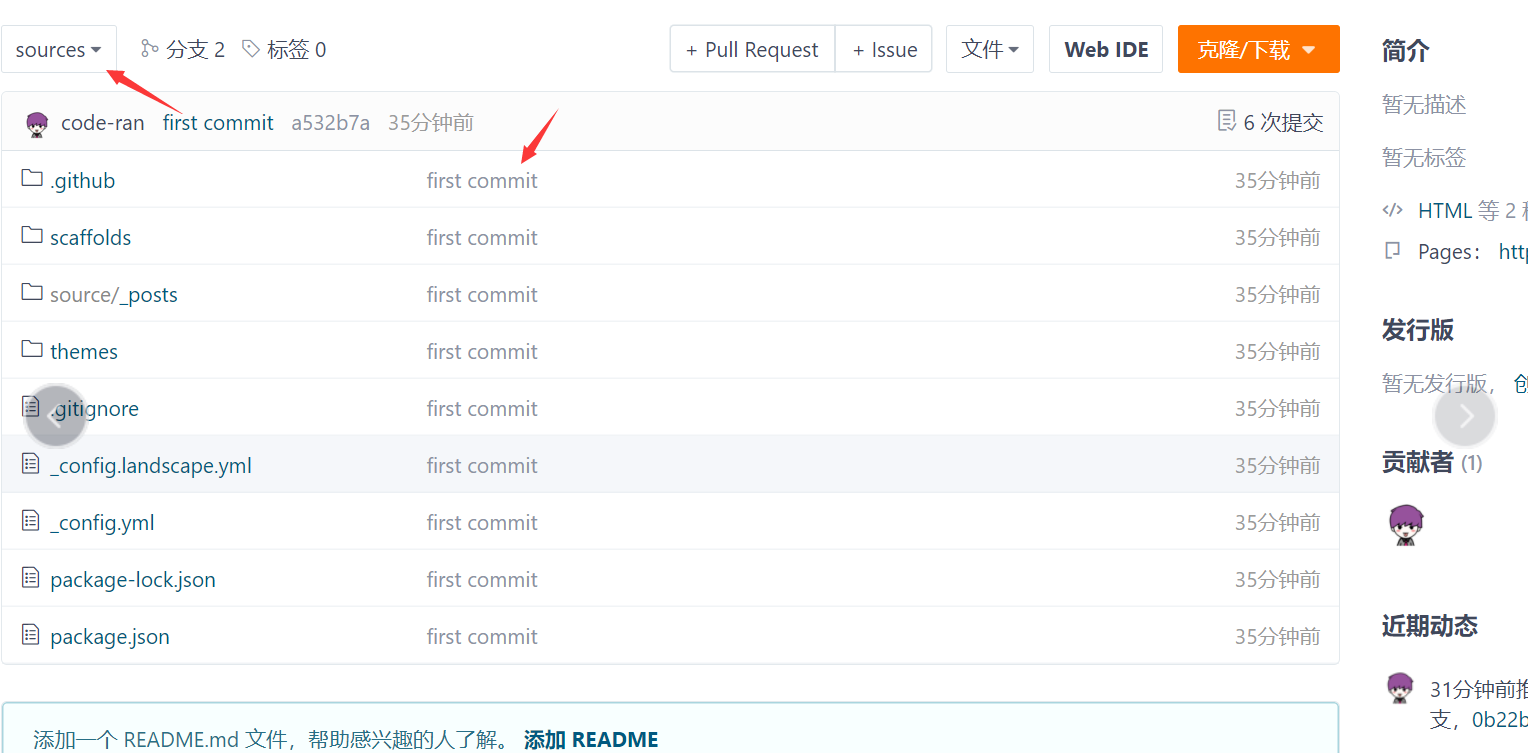 sources 分支 2 标签 0 + Pull Request + Issue 文件 Web IDE 克隆/下载
code-ran first commit a532b7a 35分钟前 6 次提交
.github first commit 35分钟前
scaffolds first commit 35分钟前
source/_posts first commit 35分钟前
themes first commit 35分钟前
.gitignore first commit 35分钟前
_config.landscape.yml first commit 35分钟前
_config.yml first commit 35分钟前
package-lock.json first commit 35分钟前
package.json first commit 35分钟前
添加一个 README.md 文件，帮助感兴趣的人了解。 添加 README
简介
暂无描述
暂无标签
</> HTML 等 2
Pages： http
发行版
暂无发行版，
贡献者 (1)
近期动态
31分钟前
支，0b22b